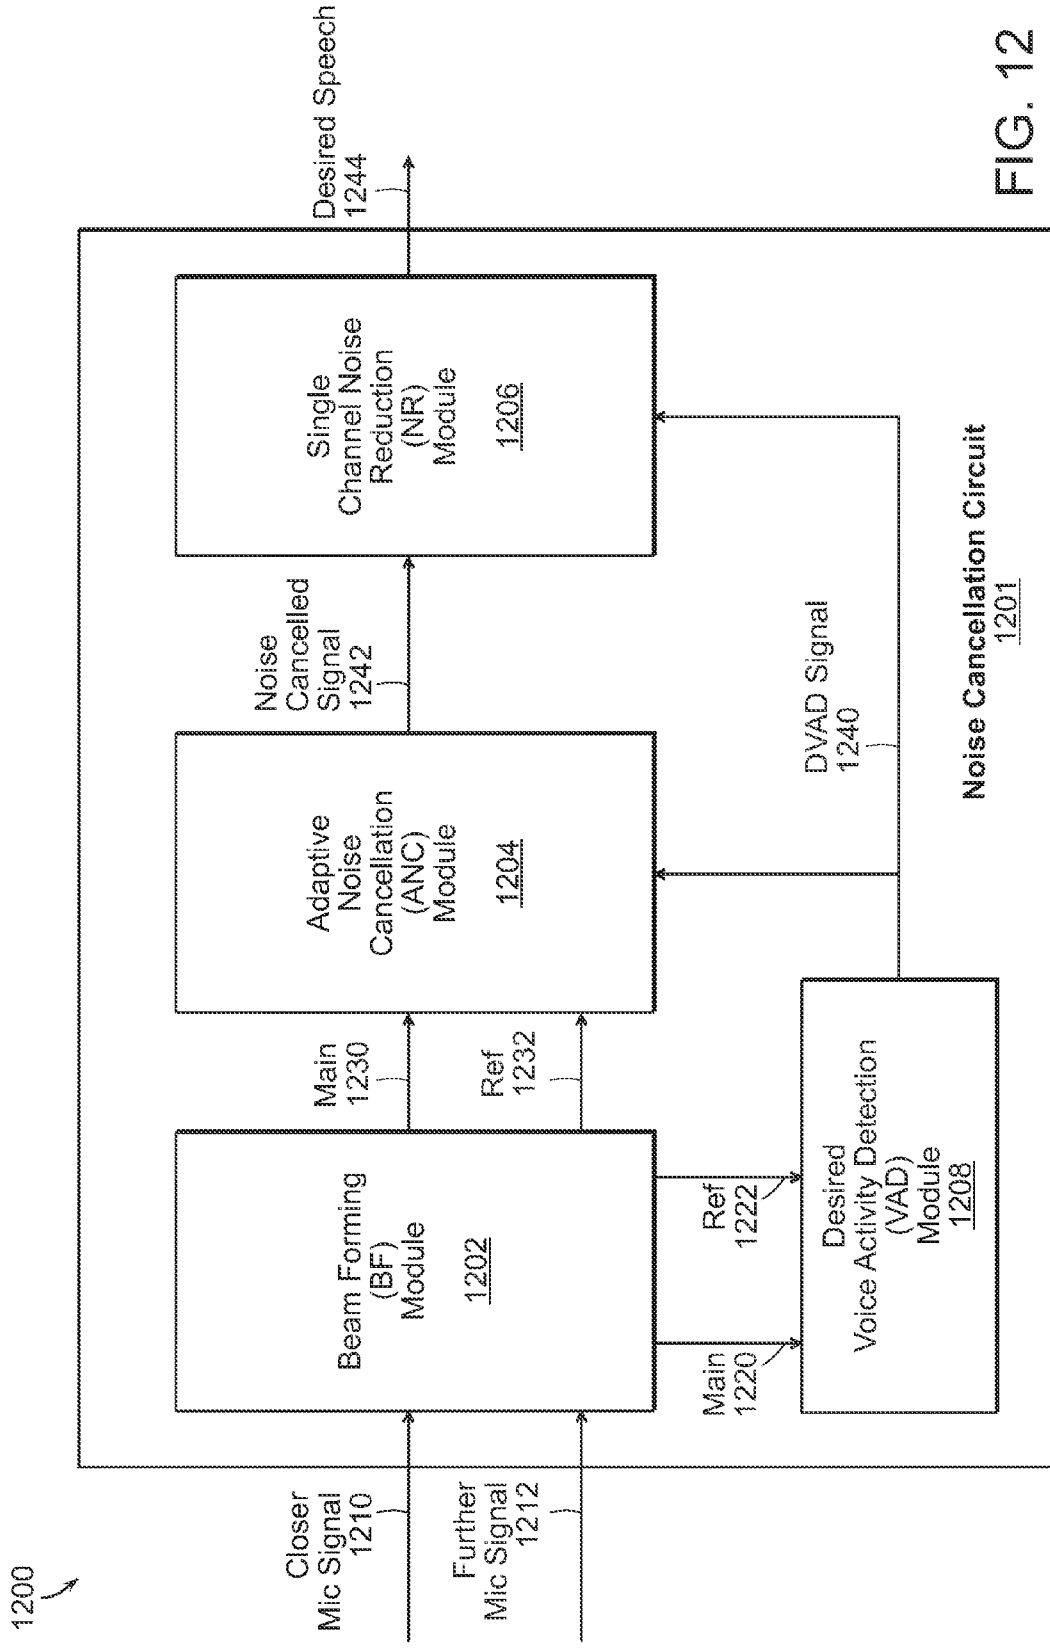 1200
Closer
Mic Signal
1210
Further
Mic Signal
1212
Beam Forming
(BF)
Module
1202
Main
1230
Ref
1232
Main
1220
Ref
1222
Desired
Voice Activity Detection
(VAD)
Module
1208
Adaptive
Noise
Cancellation
(ANC)
Module
1204
Noise
Cancelled
Signal
1242
DVAD Signal
1240
Single
Channel Noise
Reduction
(NR)
Module
1206
Desired Speech
1244
Noise Cancellation Circuit
1201
FIG. 12